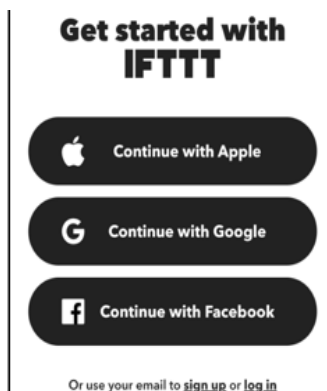 Get started with
IFTTT
Continue with Apple
Continue with Google
Continue with Facebook
Or use your email to sign up or log in